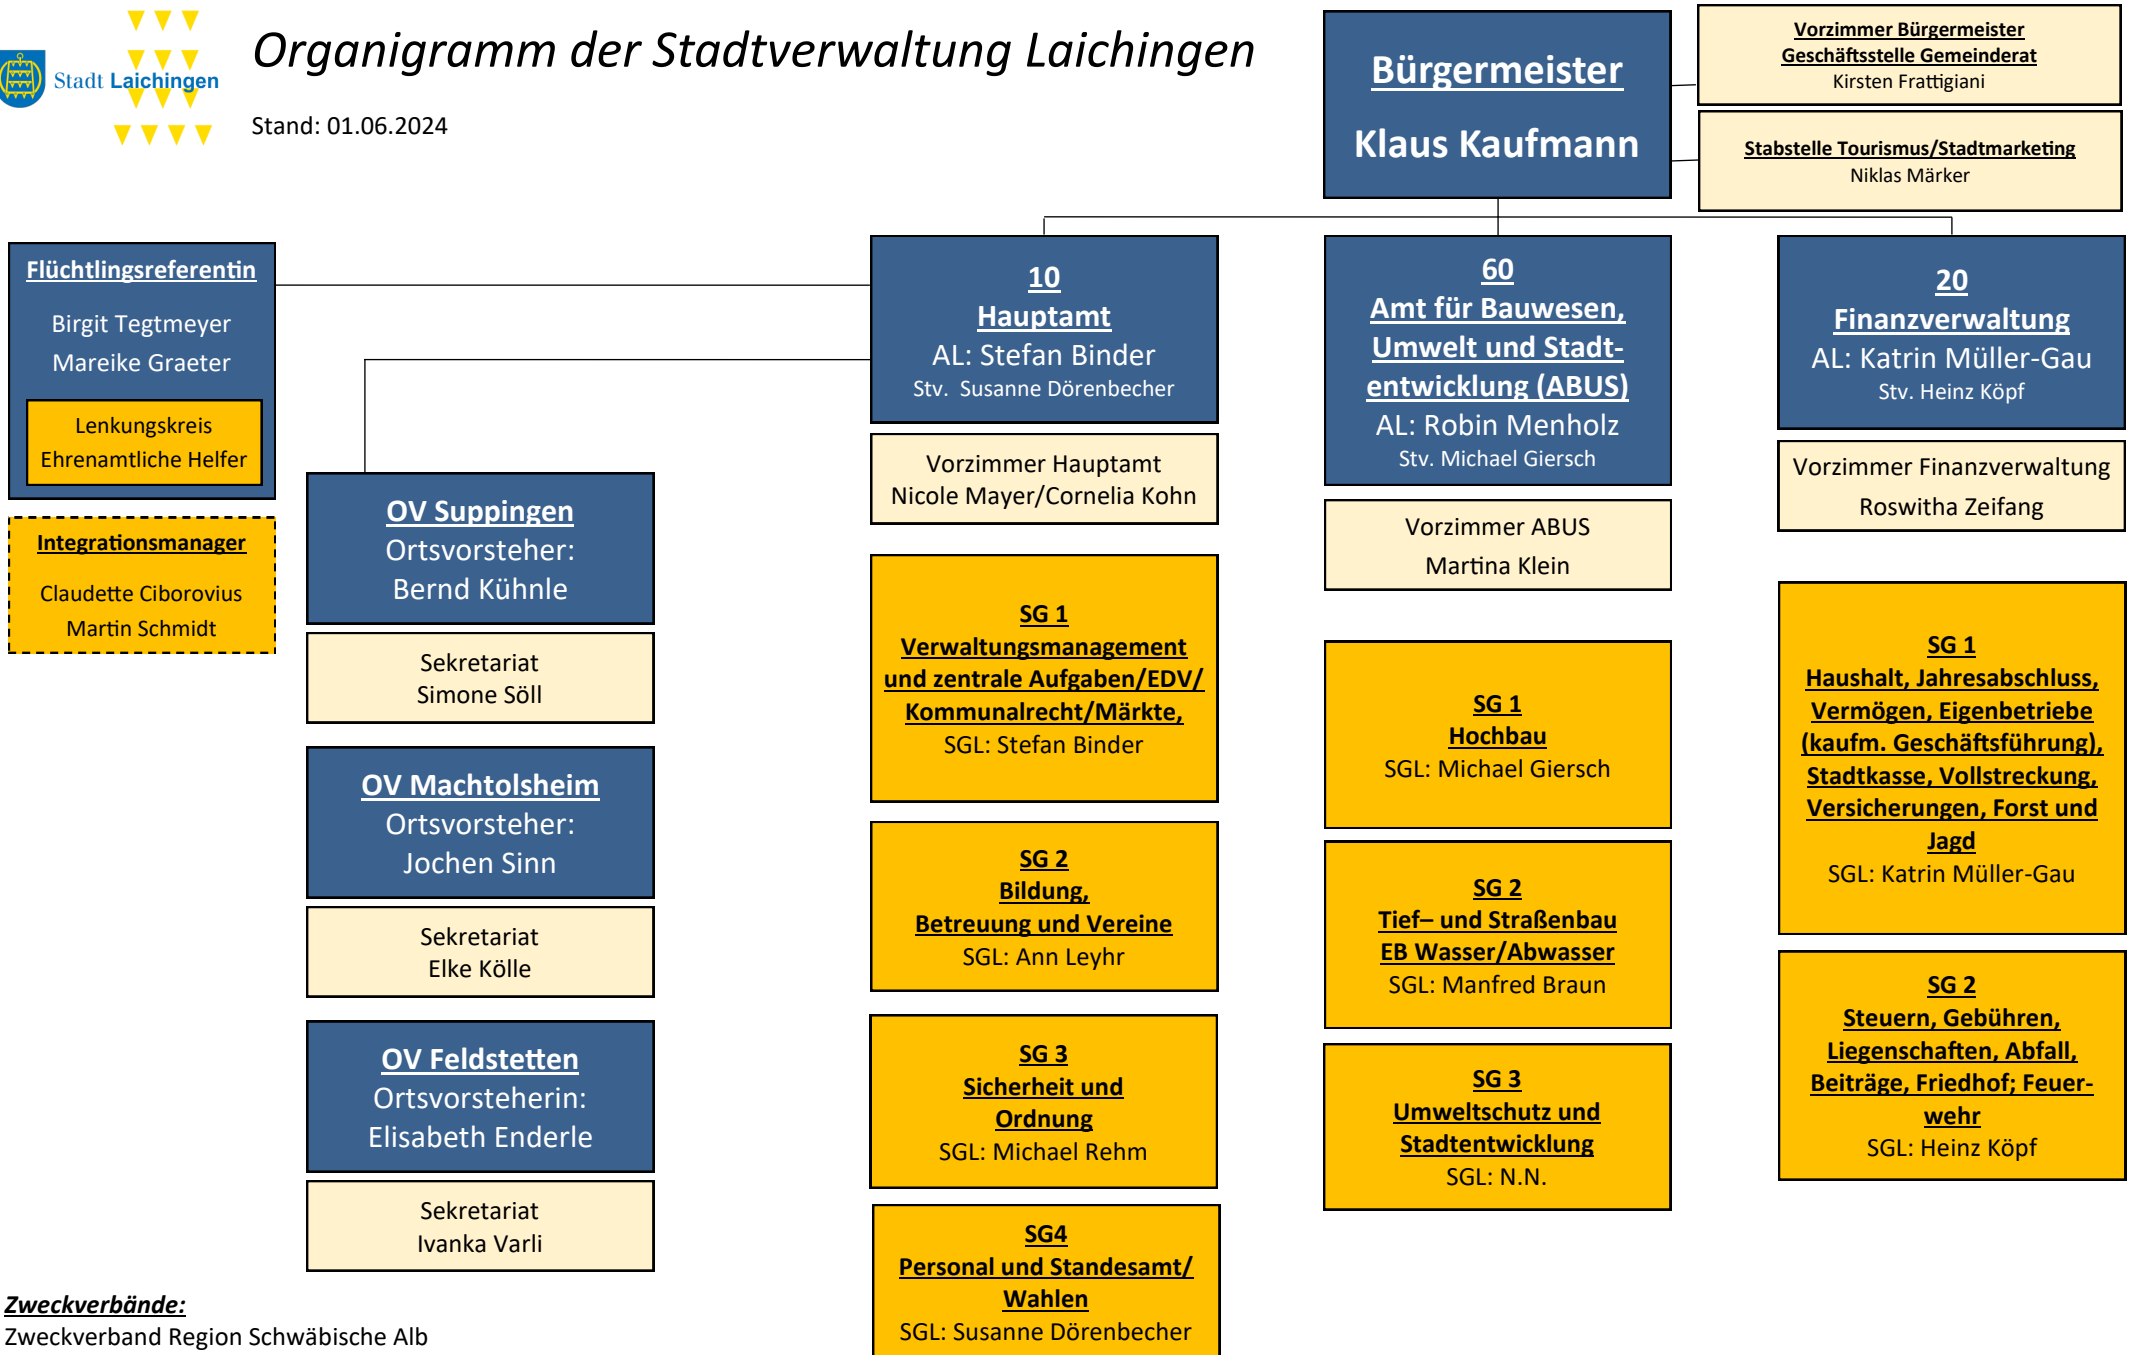 Stadt Laichingen
Organigramm der Stadtverwaltung Laichingen
Stand: 01.06.2024
Bürgermeister
Klaus Kaufmann
Vorzimmer Bürgermeister
Geschäftsstelle Gemeinderat
Kirsten Frattigiani
Stabstelle Tourismus/Stadtmarketing
Niklas Märker
Flüchtlingsreferentin
Birgit Tegtmeyer
Mareike Graeter
Lenkungskreis
Ehrenamtliche Helfer
Integrationsmanager
Claudette Ciborovius
Martin Schmidt
OV Suppingen
Ortsvorsteher:
Bernd Kühnle
Sekretariat
Simone Söll
OV Machtolsheim
Ortsvorsteher:
Jochen Sinn
Sekretariat
Elke Kölle
OV Feldstetten
Ortsvorsteherin:
Elisabeth Enderle
Sekretariat
Ivanka Varli
10
Hauptamt
AL: Stefan Binder
Stv. Susanne Dörenbecher
Vorzimmer Hauptamt
Nicole Mayer/Cornelia Kohn
SG 1
Verwaltungsmanagement
und zentrale Aufgaben/EDV/
Kommunalrecht/Märkte,
SGL: Stefan Binder
SG 2
Bildung,
Betreuung und Vereine
SGL: Ann Leyhr
SG 3
Sicherheit und
Ordnung
SGL: Michael Rehm
SG4
Personal und Standesamt/
Wahlen
SGL: Susanne Dörenbecher
60
Amt für Bauwesen,
Umwelt und Stadt-
entwicklung (ABUS)
AL: Robin Menholz
Stv. Michael Giersch
Vorzimmer ABUS
Martina Klein
SG 1
Hochbau
SGL: Michael Giersch
SG 2
Tief– und Straßenbau
EB Wasser/Abwasser
SGL: Manfred Braun
SG 3
Umweltschutz und
Stadtentwicklung
SGL: N.N.
20
Finanzverwaltung
AL: Katrin Müller-Gau
Stv. Heinz Köpf
Vorzimmer Finanzverwaltung
Roswitha Zeifang
SG 1
Haushalt, Jahresabschluss,
Vermögen, Eigenbetriebe
(kaufm. Geschäftsführung),
Stadtkasse, Vollstreckung,
Versicherungen, Forst und
Jagd
SGL: Katrin Müller-Gau
SG 2
Steuern, Gebühren,
Liegenschaften, Abfall,
Beiträge, Friedhof; Feuer-
wehr
SGL: Heinz Köpf
Zweckverbände:
Zweckverband Region Schwäbische Alb